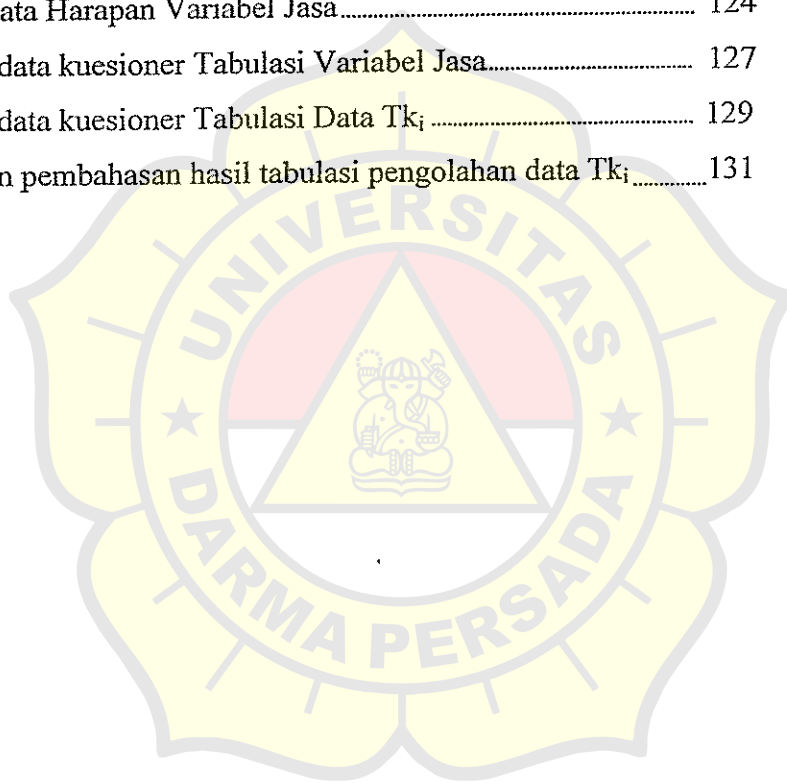 ata Harapan Variabel Jasa 124
data kuesioner Tabulasi Variabel Jasa 127
data kuesioner Tabulasi Data Tki 129
n pembahasan hasil tabulasi pengolahan data Tki 131
UNIVERSITAS
DARMA PERSADA